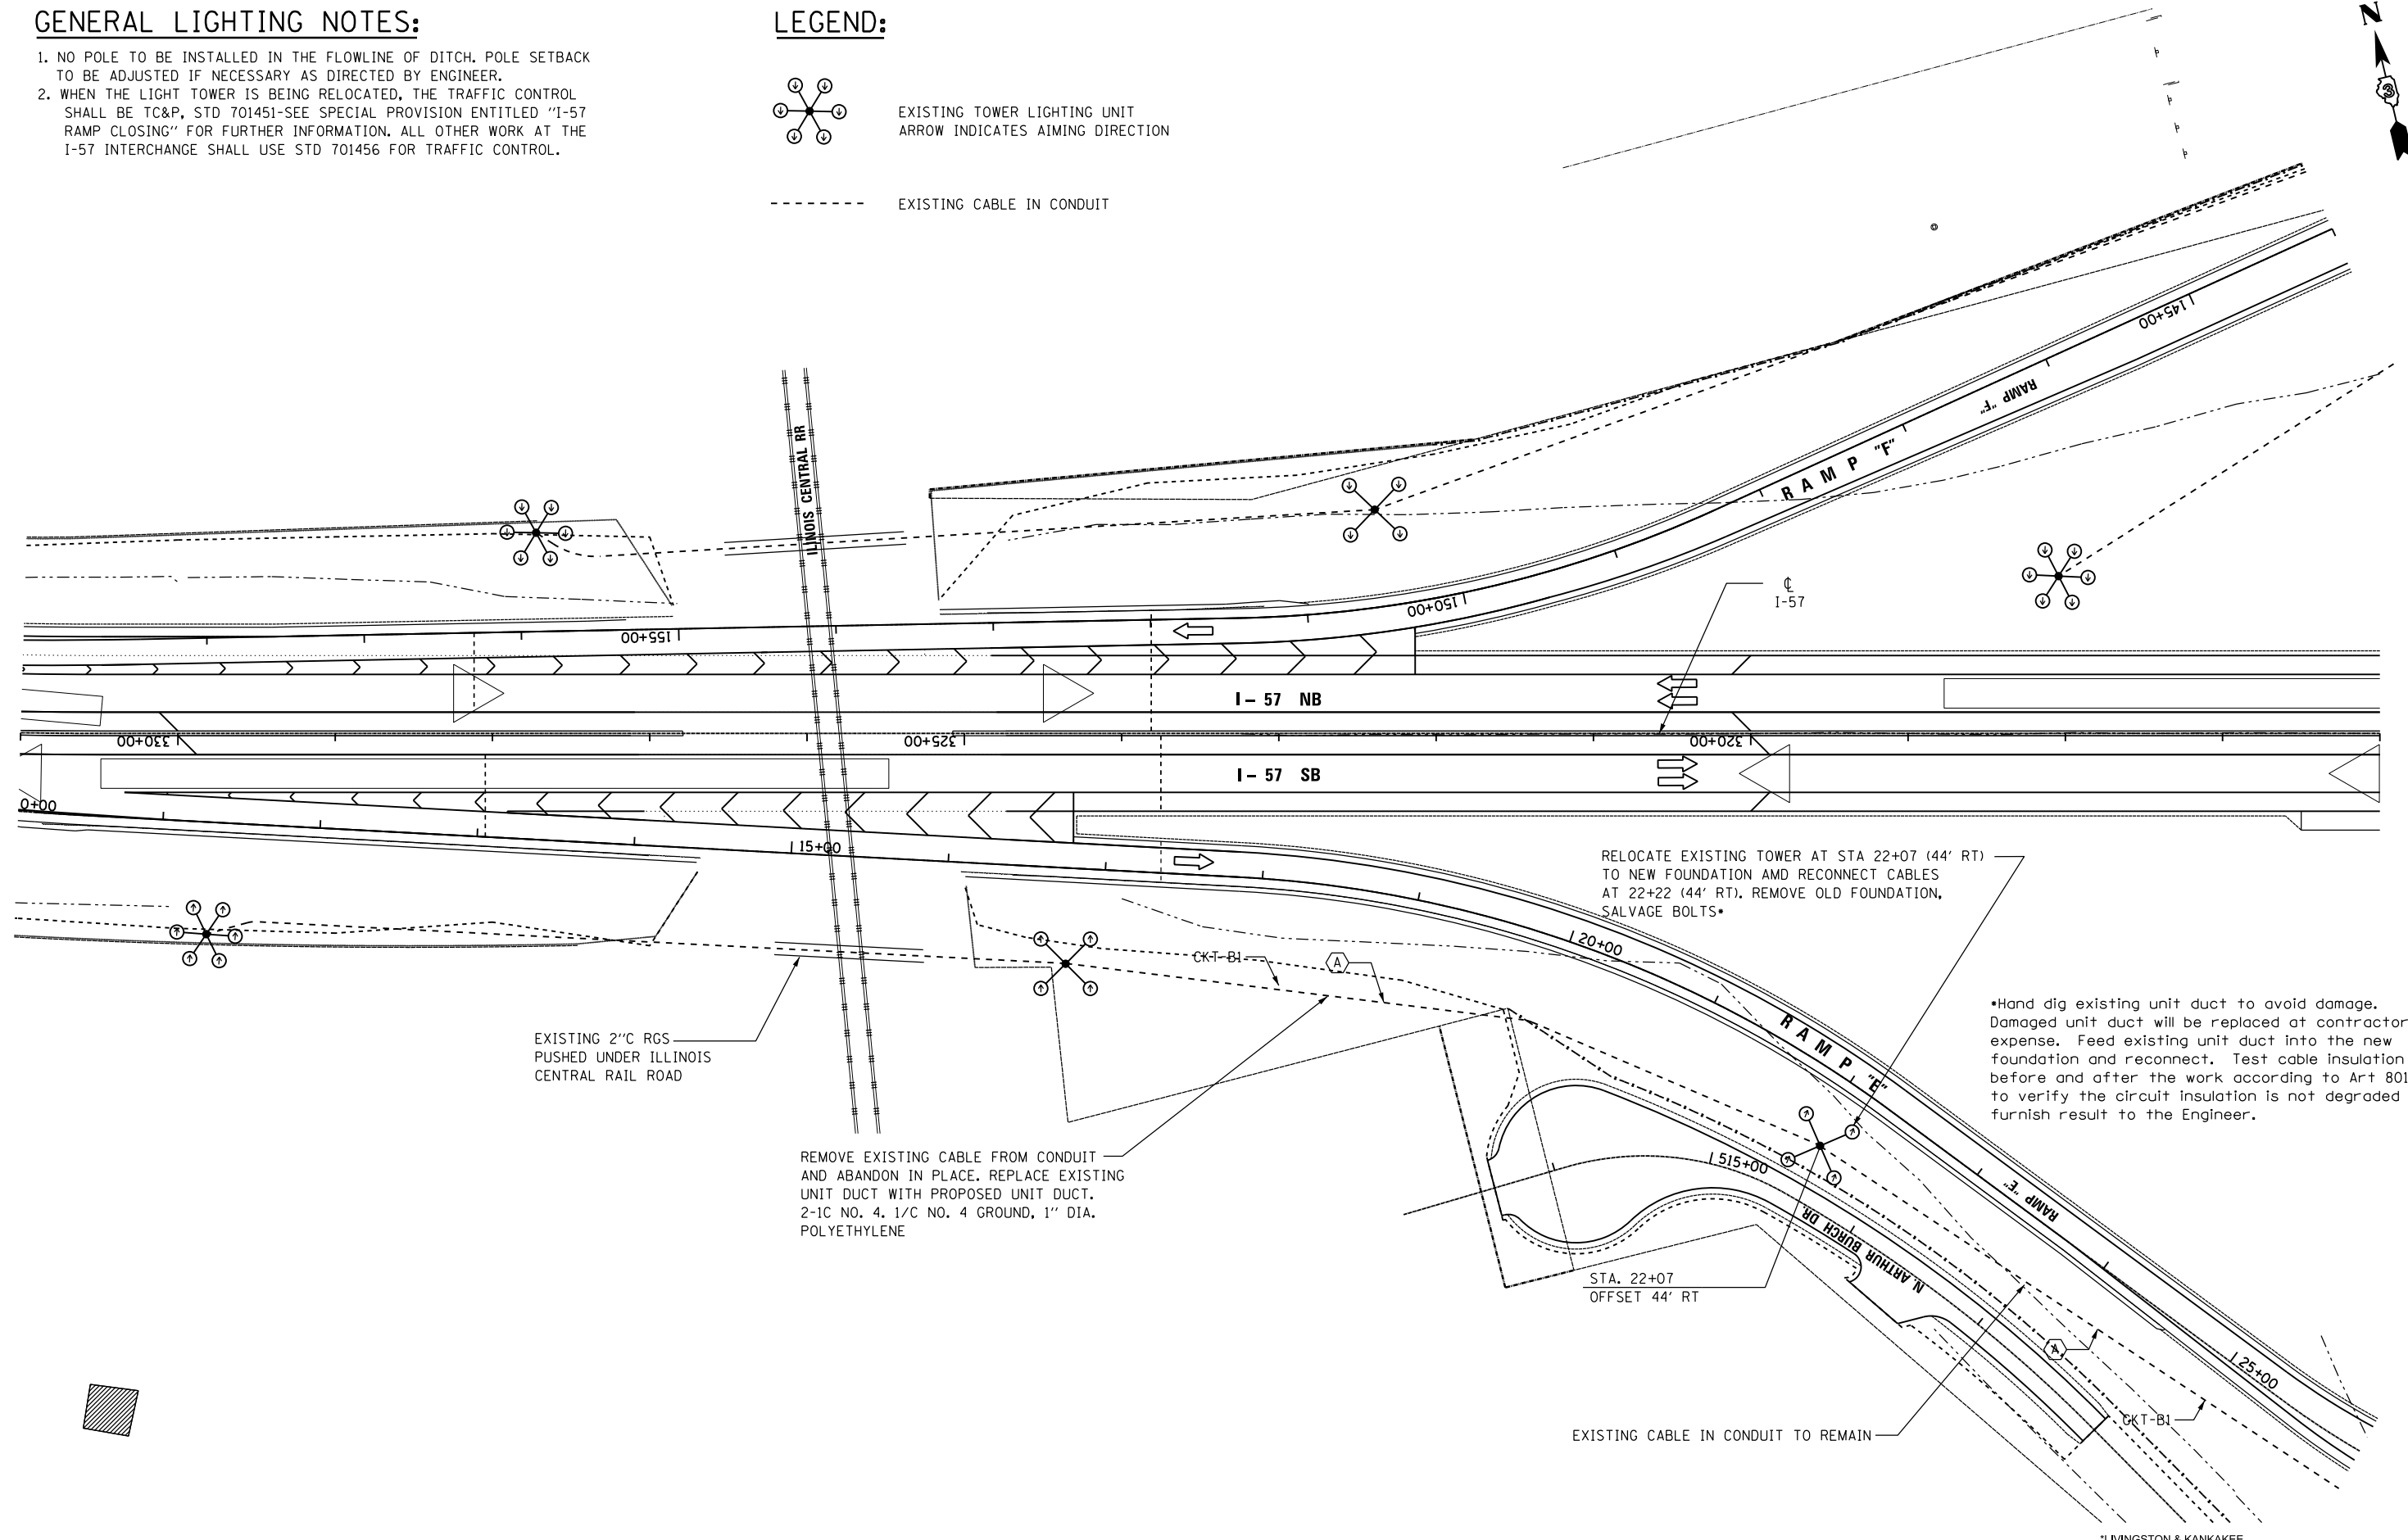 GENERAL LIGHTING NOTES:
1. NO POLE TO BE INSTALLED IN THE FLOWLINE OF DITCH. POLE SETBACK
TO BE ADJUSTED IF NECESSARY AS DIRECTED BY ENGINEER.
2. WHEN THE LIGHT TOWER IS BEING RELOCATED, THE TRAFFIC CONTROL
SHALL BE TC&P, STD 701451-SEE SPECIAL PROVISION ENTITLED "I-57
RAMP CLOSING" FOR FURTHER INFORMATION. ALL OTHER WORK AT THE
I-57 INTERCHANGE SHALL USE STD 701456 FOR TRAFFIC CONTROL.
LEGEND:
EXISTING TOWER LIGHTING UNIT
ARROW INDICATES AIMING DIRECTION
EXISTING CABLE IN CONDUIT
N
3
145+00
RAMP "F"
RAMP "F"
ILINOIS CENTRAL RR
℄
I-57
150+00
155+00
I- 57 NB
330+00
325+00
320+00
I- 57 SB
0+00
15+00
RELOCATE EXISTING TOWER AT STA 22+07 (44' RT)
TO NEW FOUNDATION AMD RECONNECT CABLES
AT 22+22 (44' RT). REMOVE OLD FOUNDATION,
SALVAGE BOLTS*
20+00
CKT-B1
A
*Hand dig existing unit duct to avoid damage.
Damaged unit duct will be replaced at contractor
expense. Feed existing unit duct into the new
foundation and reconnect. Test cable insulation
before and after the work according to Art 801
to verify the circuit insulation is not degraded
furnish result to the Engineer.
EXISTING 2"C RGS
PUSHED UNDER ILLINOIS
CENTRAL RAIL ROAD
RAMP "E"
REMOVE EXISTING CABLE FROM CONDUIT
AND ABANDON IN PLACE. REPLACE EXISTING
UNIT DUCT WITH PROPOSED UNIT DUCT.
2-1C NO. 4. 1/C NO. 4 GROUND, 1" DIA.
POLYETHYLENE
515+00
RAMP "E"
N. ARTHUR BURCH DR.
STA. 22+07
OFFSET 44' RT
A
25+00
CKT-B1
EXISTING CABLE IN CONDUIT TO REMAIN
*LIVINGSTON & KANKAKEE